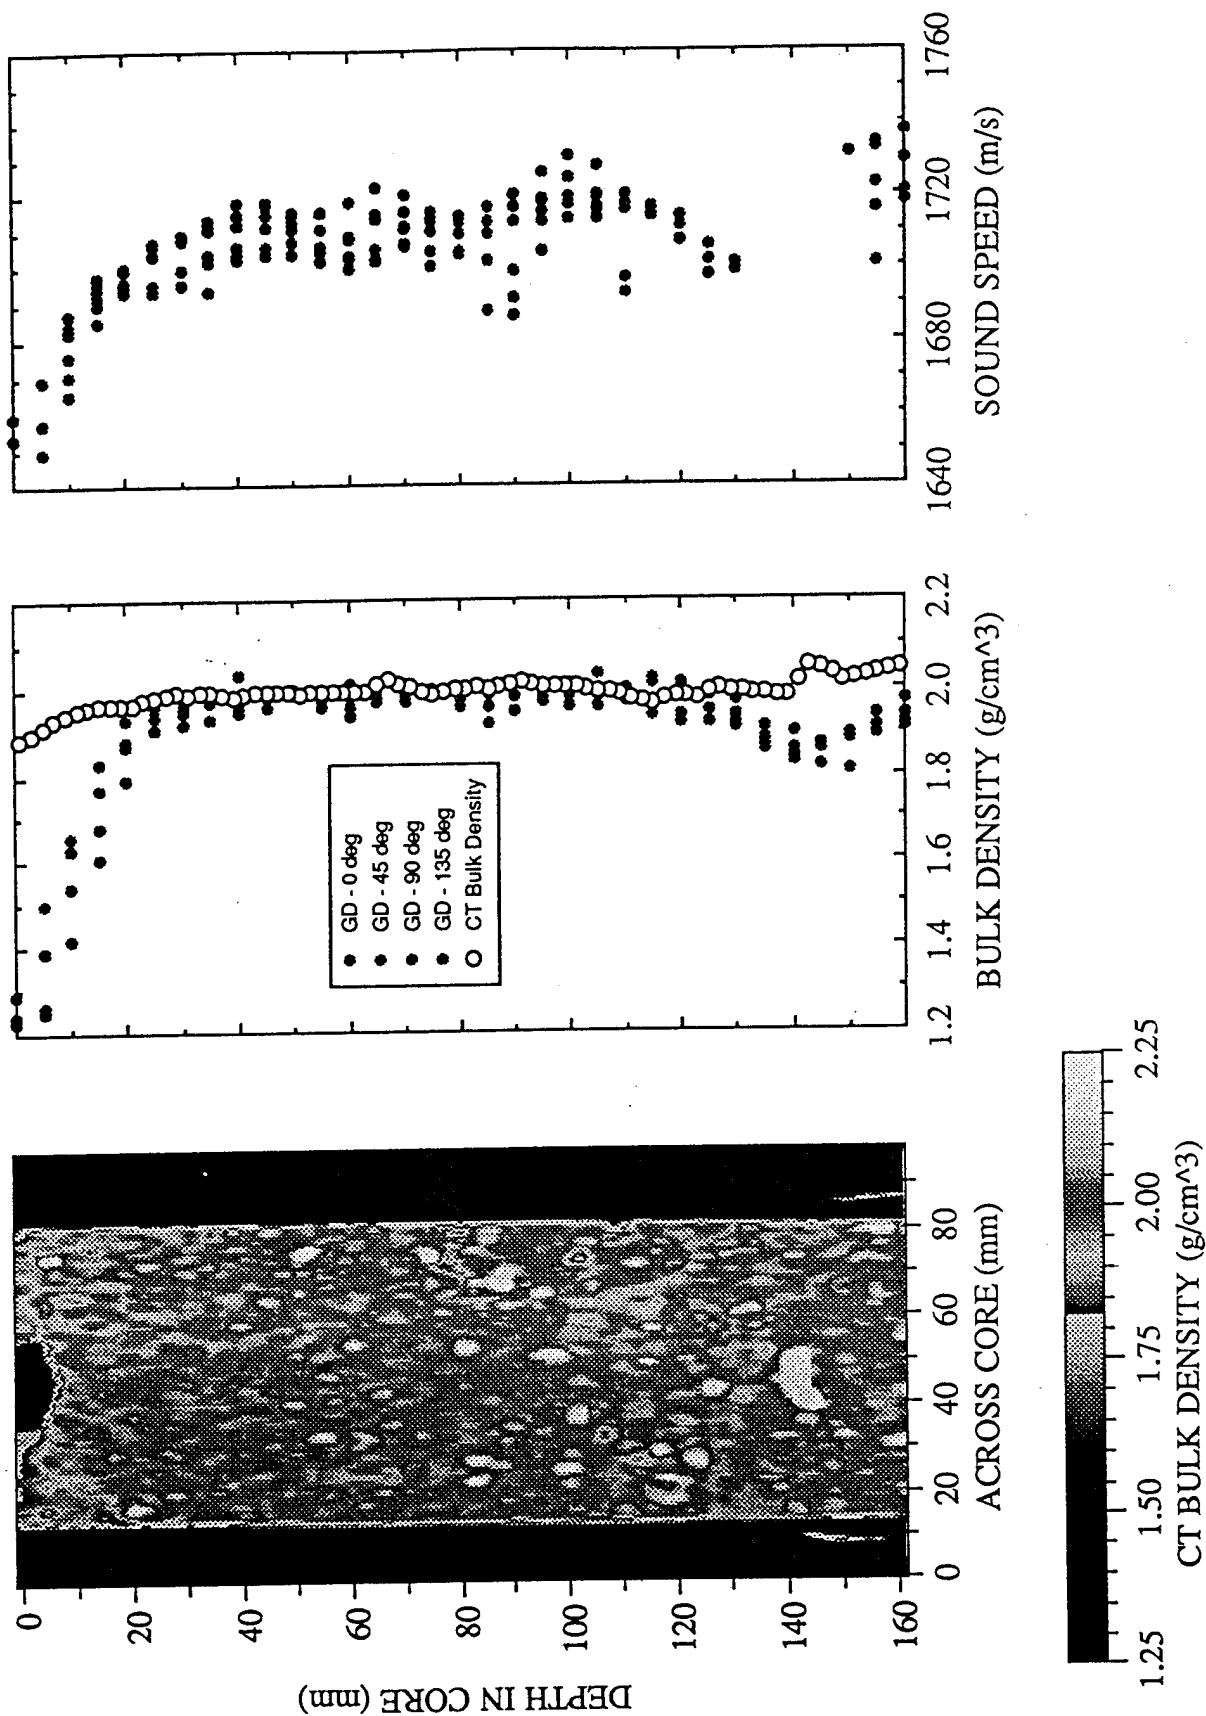 0
20
40
60
80
100
120
140
160
DEPTH IN CORE (mm)
0 20 40 60 80
ACROSS CORE (mm)
1.2 1.4 1.6 1.8 2.0 2.2
BULK DENSITY (g/cm^3)
GD - 0 deg
GD - 45 deg
GD - 90 deg
GD - 135 deg
CT Bulk Density
1640 1680 1720 1760
SOUND SPEED (m/s)
1.25 1.50 1.75 2.00 2.25
CT BULK DENSITY (g/cm^3)